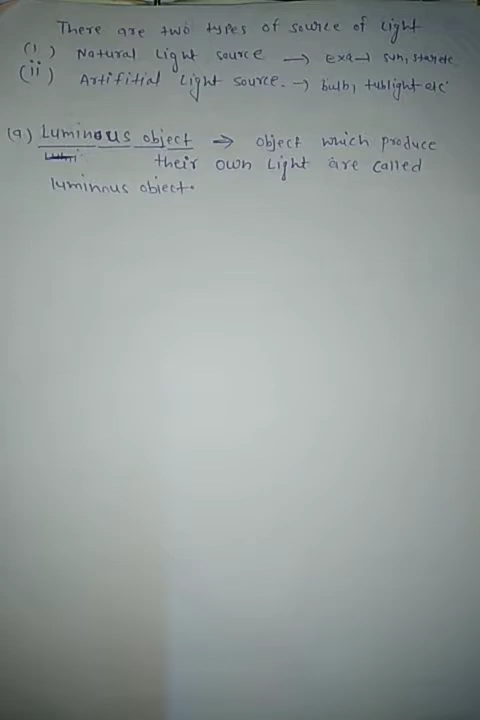 There are two types of source of Light
(i) Natural Light source → Exa→ sun, star etc
(ii) Artifitial Light source. → bulb, tublight etc
(a) Luminous object → object which produce
their own Light are called
luminous object.